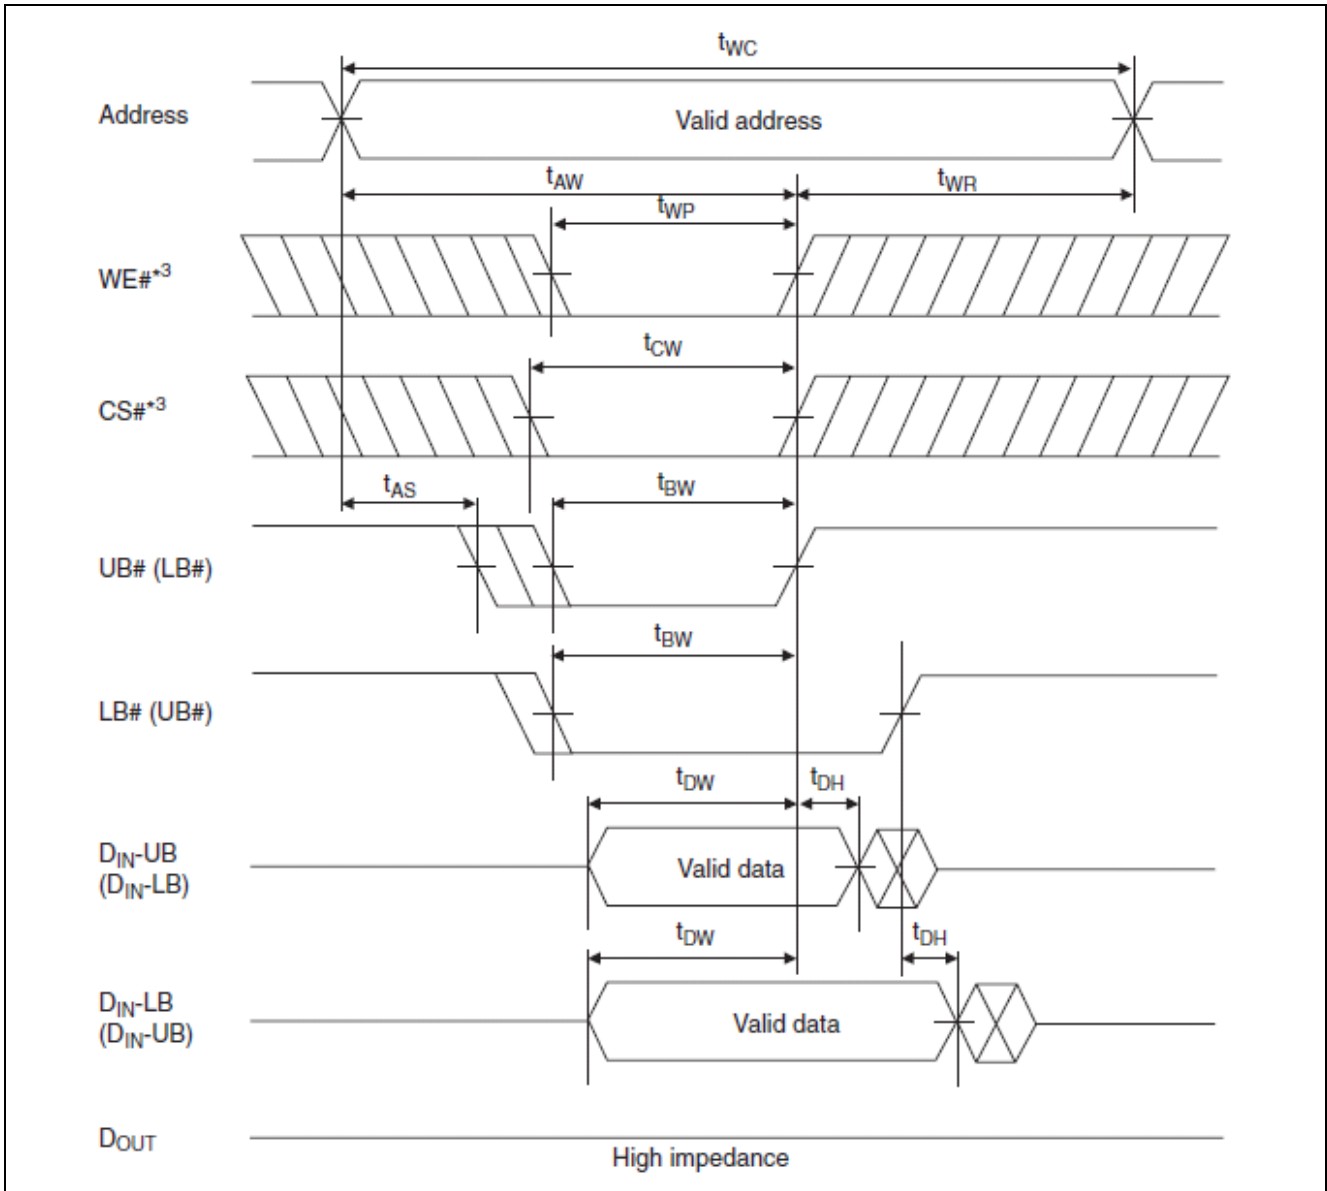 tWC
Address
Valid address
tAW
tWR
tWP
WE#*3
tCW
CS#*3
tAS
tBW
UB# (LB#)
tBW
LB# (UB#)
tDW
tDH
DIN-UB
(DIN-LB)
Valid data
tDW
tDH
DIN-LB
(DIN-UB)
Valid data
DOUT
High impedance